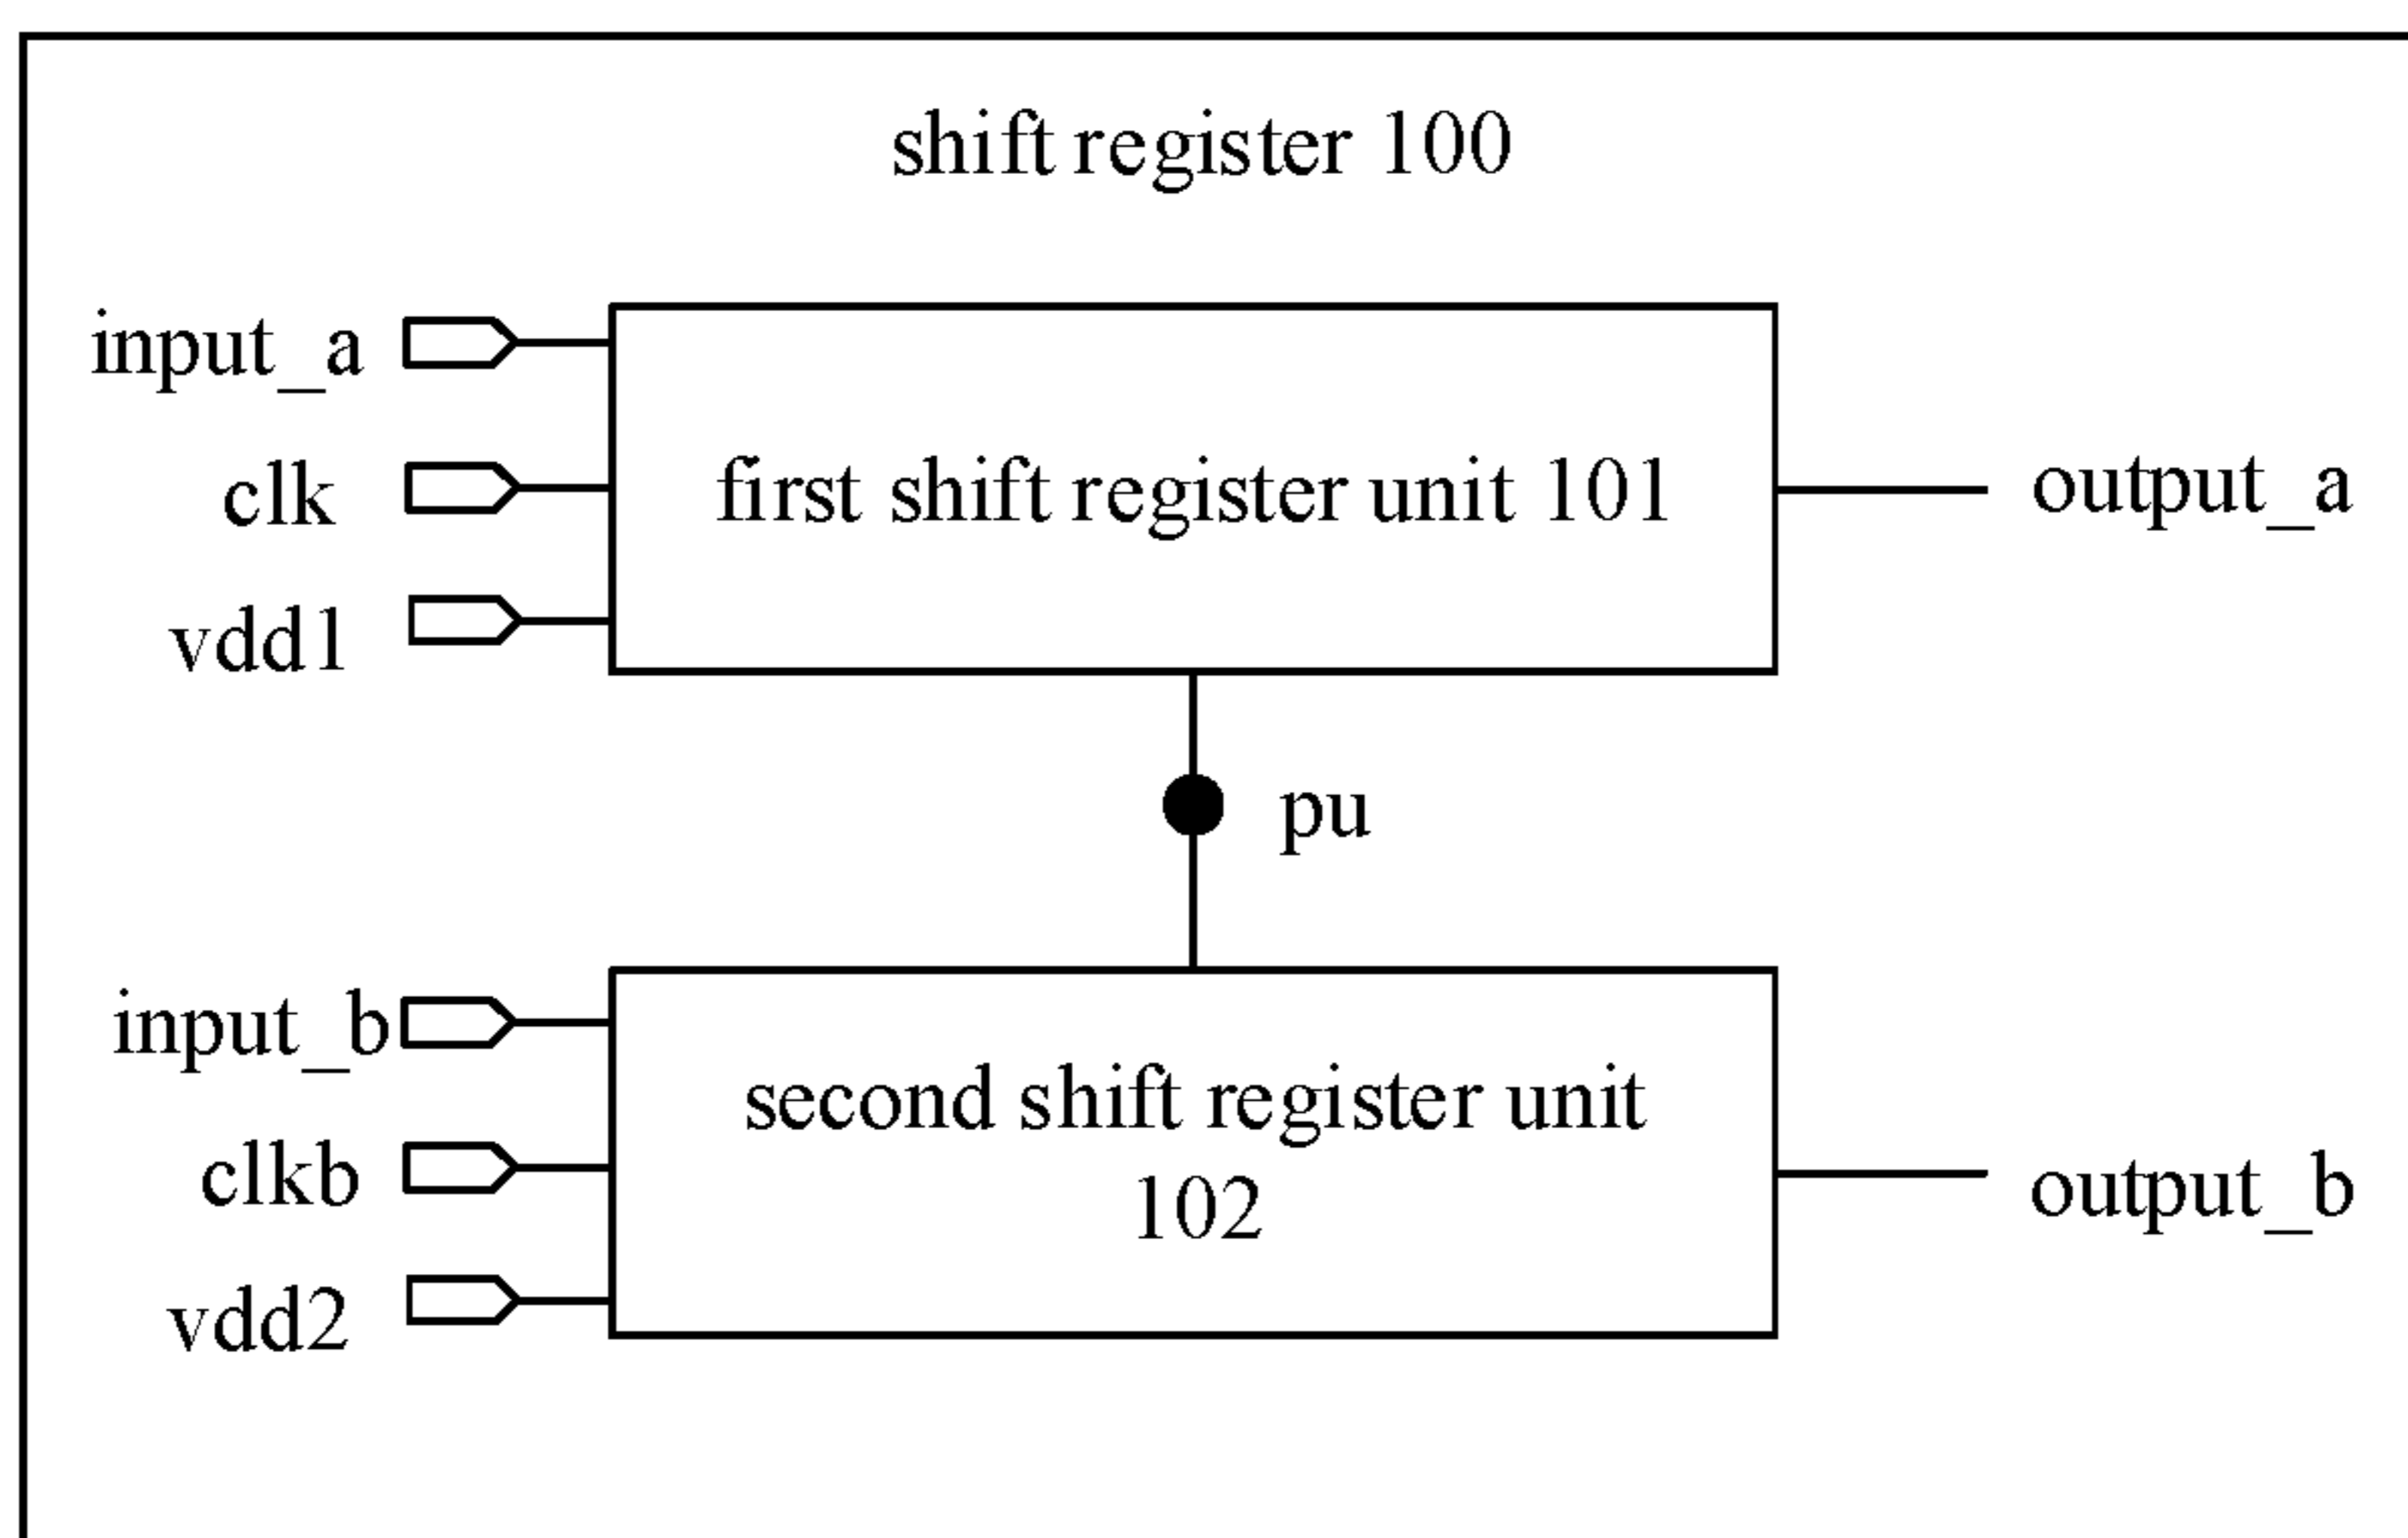 shift register 100
input_a
clk
vdd1
first shift register unit 101
output_a
pu
input_b
clkb
vdd2
second shift register unit
102
output_b